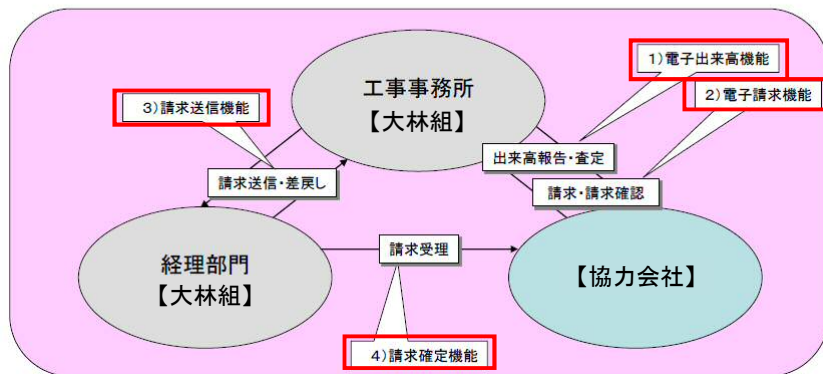 1)電子出来高機能
2)電子請求機能
3)請求送信機能
工事事務所
【大林組】
出来高報告・査定
請求送信・差戻し
請求・請求確認
経理部門
【大林組】
請求受理
【協力会社】
4)請求確定機能